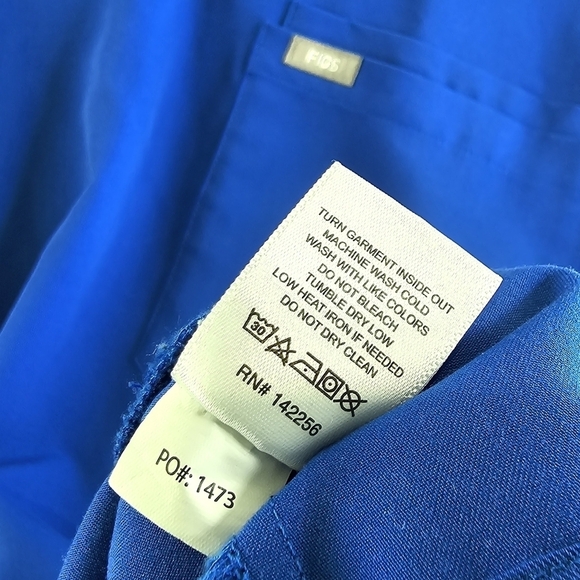 FIGS
TURN GARMENT INSIDE OUT
MACHINE WASH COLD
WASH WITH LIKE COLORS
DO NOT BLEACH
TUMBLE DRY LOW
LOW HEAT IRON IF NEEDED
DO NOT DRY CLEAN
30
RN# 142256
PO#: 1473